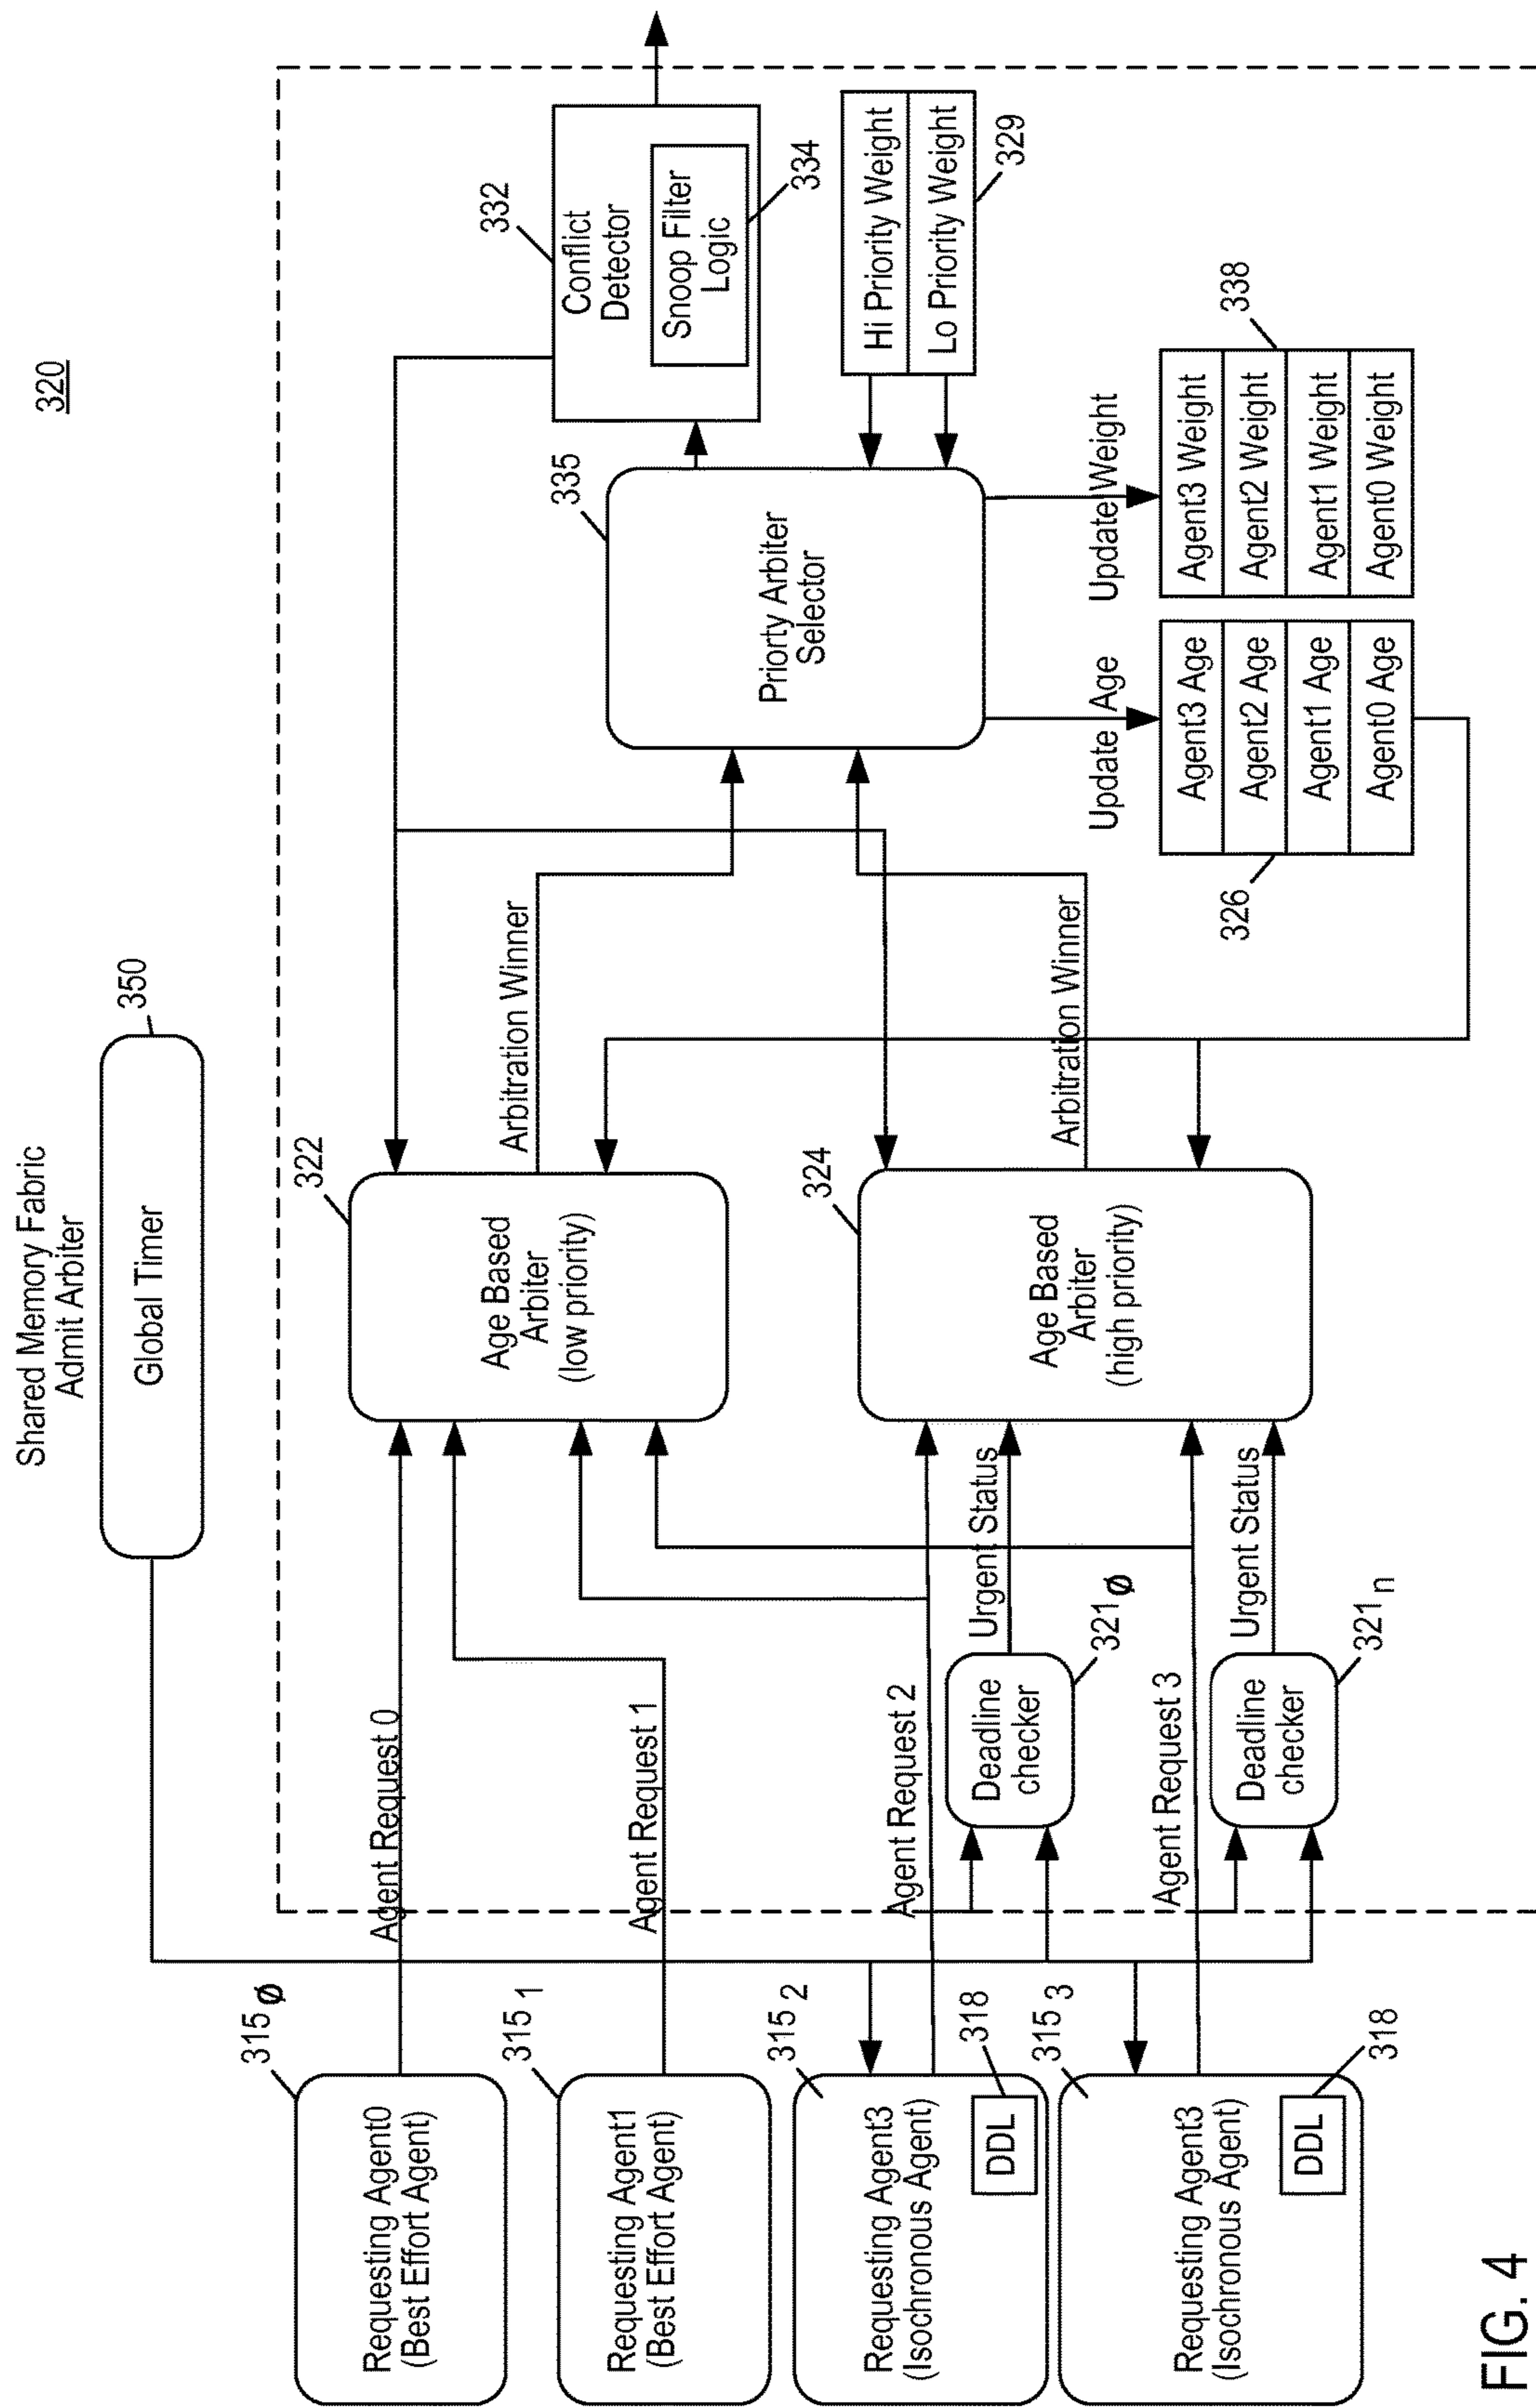 320
Shared Memory Fabric
Admit Arbiter
Global Timer
350
315Ø
Requesting Agent0
(Best Effort Agent)
Agent Request 0
315 1
Requesting Agent1
(Best Effort Agent)
Agent Request 1
315 2
Requesting Agent3
(Isochronous Agent)
DDL
318
Agent Request 2
315 3
Requesting Agent3
(Isochronous Agent)
DDL
318
Agent Request 3
Deadline
checker
321Ø
Urgent Status
Deadline
checker
321n
Urgent Status
322
Age Based
Arbiter
(low priority)
Arbitration Winner
324
Age Based
Arbiter
(high priority)
Arbitration Winner
335
Priorty Arbiter
Selector
332
Conflict
Detector
Snoop Filter
Logic
334
Hi Priority Weight
Lo Priority Weight
329
Update Age
Agent3 Age
Agent2 Age
Agent1 Age
Agent0 Age
326
Update Weight
Agent3 Weight
Agent2 Weight
Agent1 Weight
Agent0 Weight
338
FIG. 4